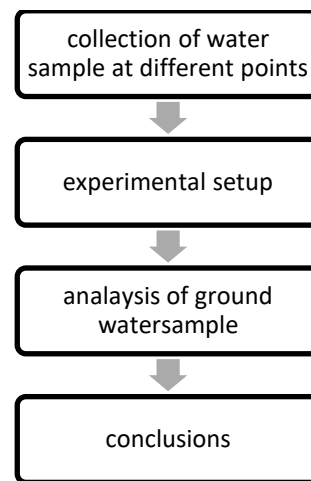 collection of water
sample at different points
experimental setup
analaysis of ground
watersample
conclusions